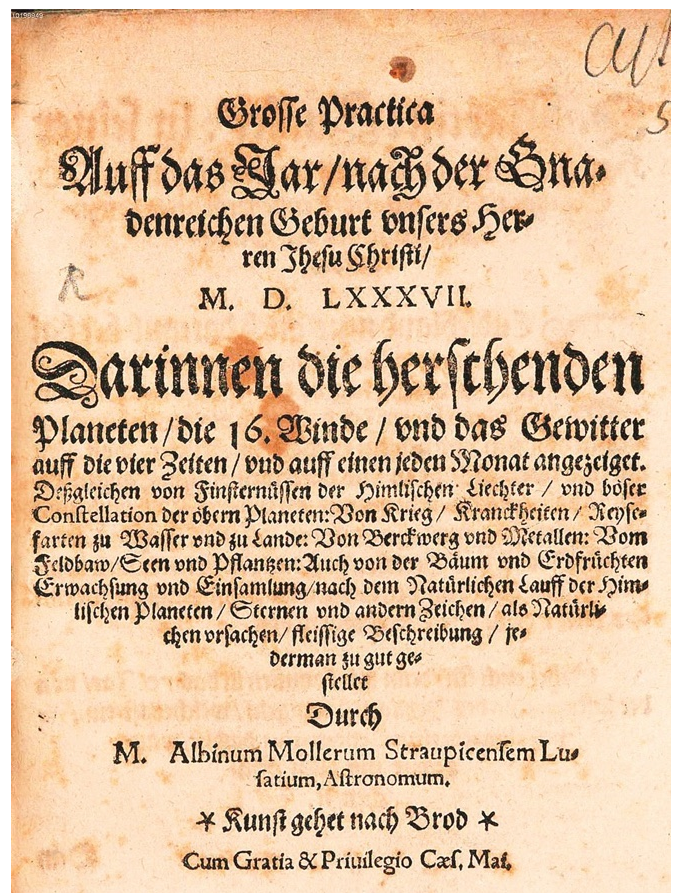 10199949
Grosse Practica
Auff das Jar / nach der Gna-
denreichen Geburt vnsers Her-
ren Jhesu Christi /
M. D. LXXXVII.
Darinnen die herschenden
Planeten / die 16. Winde / vnd das Gewitter
auff die vier Zeiten / vnd auff einen jeden Monat angezeiget.
Deßgleichen von Finsternüssen der Himlischen Liechter / vnd böser
Constellation der öbern Planeten: Von Krieg / Kranckheiten / Reyse-
farten zu Wasser vnd zu Lande: Von Berckwerg vnd Metallen: Vom
Feldbaw / Seen vnd Pflantzen: Auch von der Bäum vnd Erdfrüchten
Erwachsung vnd Einsamlung / nach dem Natürlichen Lauff der Him-
lischen Planeten / Sternen vnd andern Zeichen / als Natürli-
chen vrsachen / fleissige Beschreibung / je-
derman zu gut ge-
stellet
Durch
M. Albinum Mollerum Straupicensem Lu-
satium, Astronomum.
* Kunst gehet nach Brod *
Cum Gratia & Priuilegio Cæs. Mai.